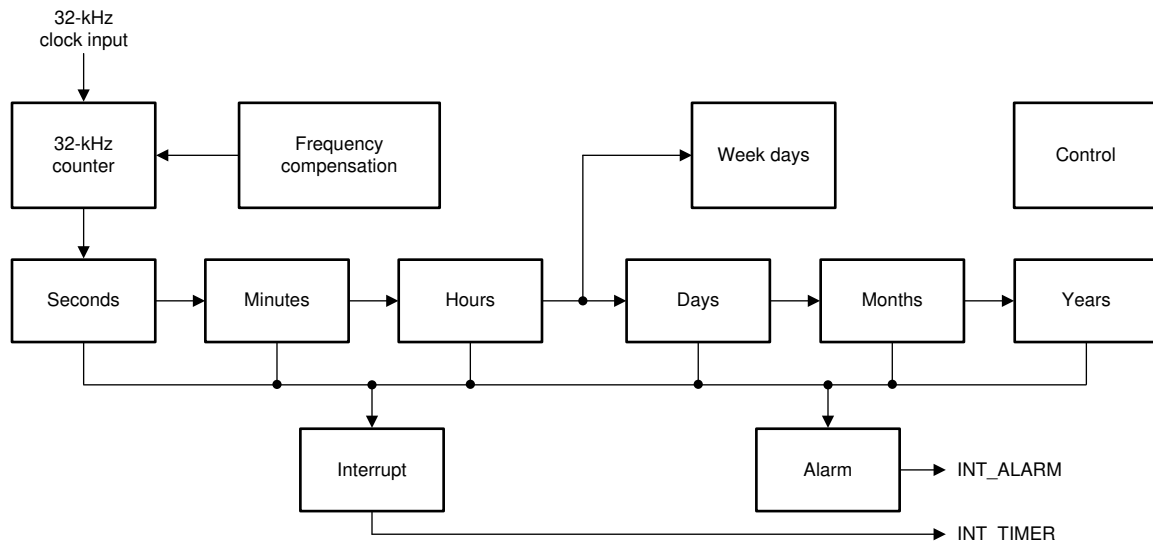 32-kHz
clock input
32-kHz
counter
Frequency
compensation
Week days
Control
Seconds
Minutes
Hours
Days
Months
Years
Interrupt
Alarm
INT_ALARM
INT_TIMER